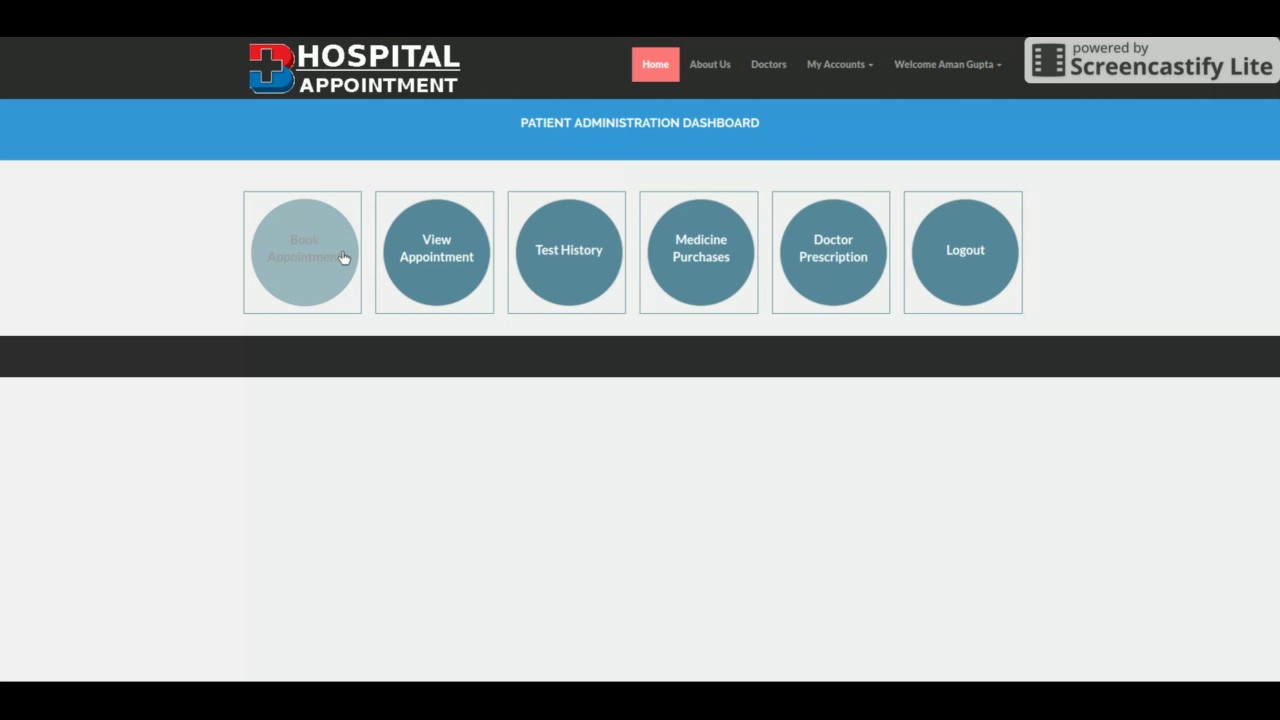 HOSPITAL
APPOINTMENT
Home About Us Doctors My Accounts Welcome Aman Gupta
powered by
Screencastify Lite
PATIENT ADMINISTRATION DASHBOARD
Book
Appointment
View
Appointment
Test History
Medicine
Purchases
Doctor
Prescription
Logout